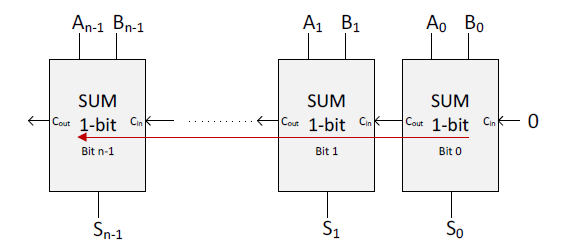 Aₙ₋₁ Bₙ₋₁ A₁ B₁ A₀ B₀
SUM SUM SUM
Cout 1-bit Cin ·········· Cout 1-bit Cin Cout 1-bit Cin 0
Bit n-1 Bit 1 Bit 0
Sₙ₋₁ S₁ S₀